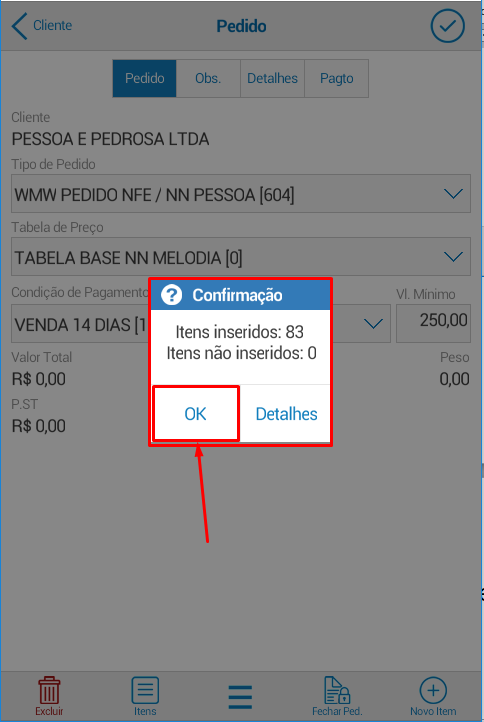 Cliente
Pedido
Pedido
Obs.
Detalhes
Pagto
Cliente
PESSOA E PEDROSA LTDA
Tipo de Pedido
WMW PEDIDO NFE / NN PESSOA [604]
Tabela de Preço
TABELA BASE NN MELODIA [0]
Condição de Pagamento
Vl. Mínimo
VENDA 14 DIAS [1
250,00
Valor Total
Peso
R$ 0,00
0,00
P.ST
R$ 0,00
? Confirmação
Itens inseridos: 83
Itens não inseridos: 0
OK
Detalhes
Excluir
Itens
Fechar Ped.
Novo Item